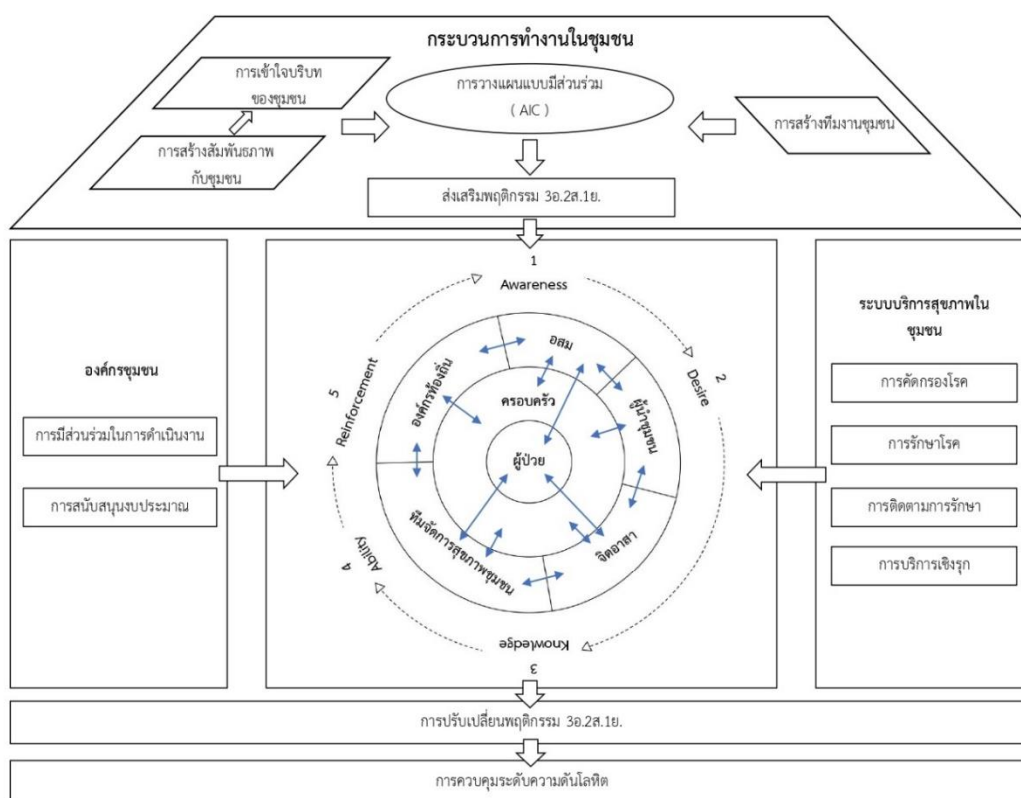 กระบวนการทำงานในชุมชน
การเข้าใจบริบท
ของชุมชน
การวางแผนแบบมีส่วนร่วม
( AIC )
การสร้างทีมงานชุมชน
การสร้างสัมพันธภาพ
กับชุมชน
ส่งเสริมพฤติกรรม 3อ.2ส.1ย.
องค์กรชุมชน
การมีส่วนร่วมในการดำเนินงาน
การสนับสนุนงบประมาณ
1
Awareness
2
Desire
3
Knowledge
4
Ability
5
Reinforcement
อสม
ผู้นำชุมชน
จิตอาสา
ทีมจัดการสุขภาพชุมชน
องค์กรท้องถิ่น
ครอบครัว
ผู้ป่วย
ระบบบริการสุขภาพใน
ชุมชน
การคัดกรองโรค
การรักษาโรค
การติดตามการรักษา
การบริการเชิงรุก
การปรับเปลี่ยนพฤติกรรม 3อ.2ส.1ย.
การควบคุมระดับความดันโลหิต